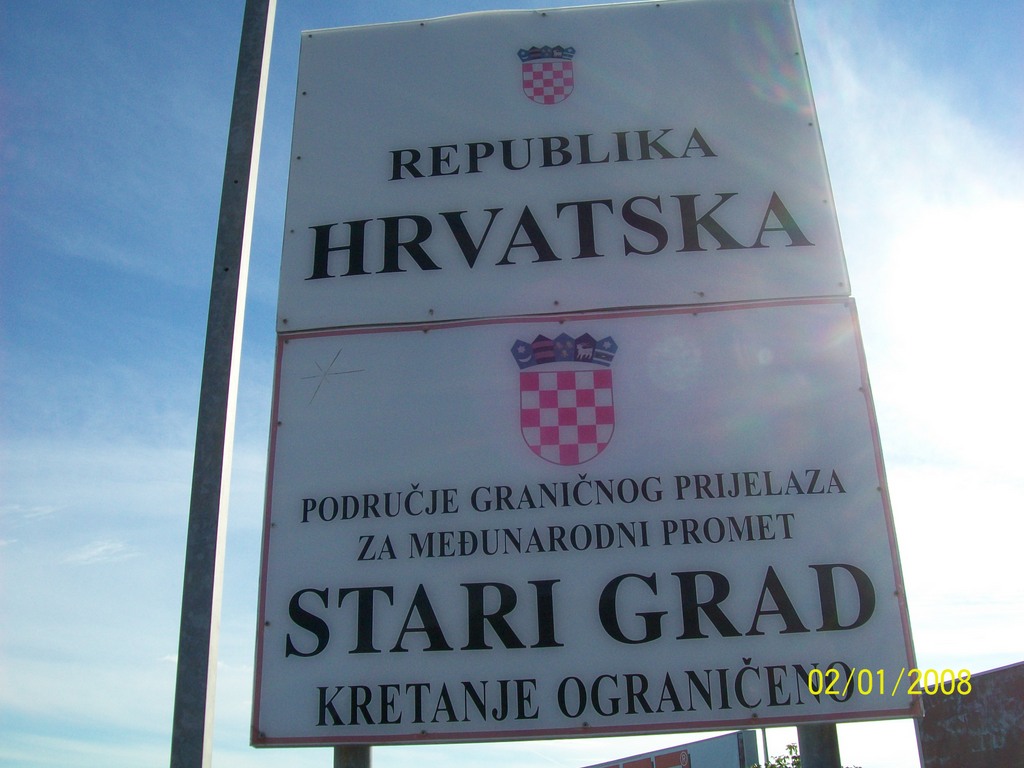 REPUBLIKA
HRVATSKA
PODRUČJE GRANIČNOG PRIJELAZA
ZA MEĐUNARODNI PROMET
STARI GRAD
KRETANJE OGRANIČENO
02/01/2008